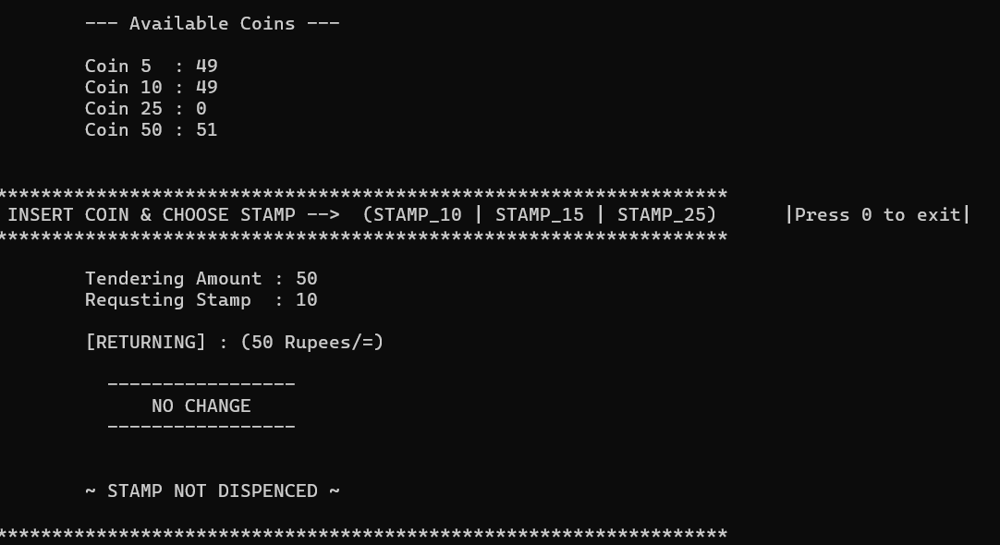 --- Available Coins ---
Coin 5  : 49
Coin 10 : 49
Coin 25 : 0
Coin 50 : 51
******************************************************************
INSERT COIN & CHOOSE STAMP -->  (STAMP_10 | STAMP_15 | STAMP_25)      |Press 0 to exit|
******************************************************************
Tendering Amount : 50
Requsting Stamp  : 10
[RETURNING] : (50 Rupees/=)
-----------------
NO CHANGE
-----------------
~ STAMP NOT DISPENCED ~
******************************************************************